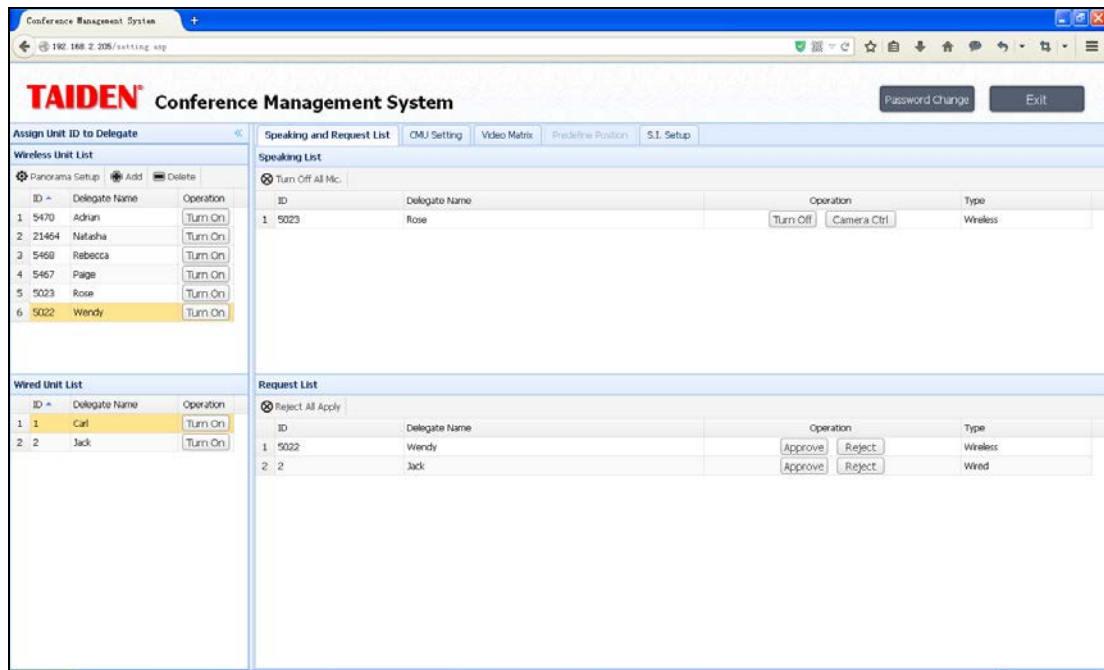 Conference Management System
192.168.2.205/setting.asp
TAIDEN® Conference Management System
Password Change
Exit
Assign Unit ID to Delegate
Speaking and Request List CMU Setting Video Matrix Predefine Position S.I. Setup
Wireless Unit List
Panorama Setup Add Delete
ID Delegate Name Operation
1 5470 Adrian Turn On
2 21464 Natasha Turn On
3 5468 Rebecca Turn On
4 5467 Paige Turn On
5 5023 Rose Turn On
6 5022 Wendy Turn On
Speaking List
Turn Off All Mic.
ID Delegate Name Operation Type
1 5023 Rose Turn Off Camera Ctrl Wireless
Wired Unit List
ID Delegate Name Operation
1 1 Carl Turn On
2 2 Jack Turn On
Request List
Reject All Apply
ID Delegate Name Operation Type
1 5022 Wendy Approve Reject Wireless
2 2 Jack Approve Reject Wired